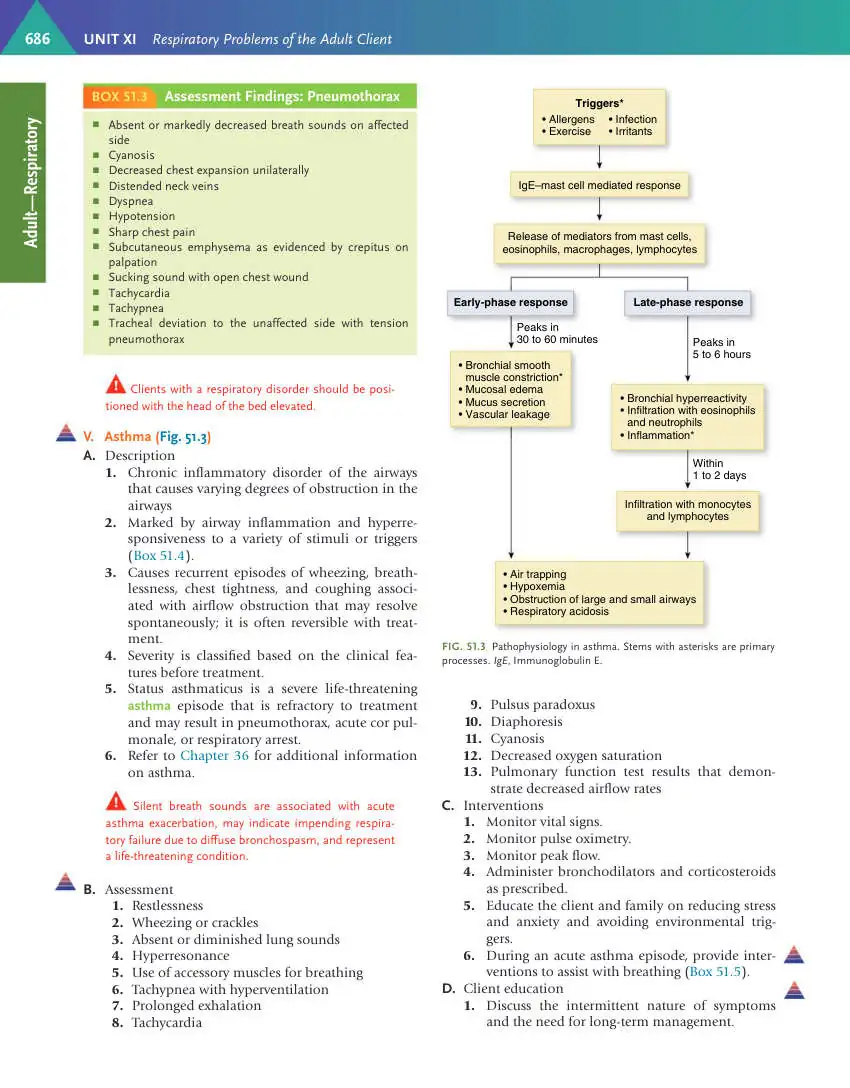 686 UNIT XI Respiratory Problems of the Adult Client
Adult—Respiratory
BOX 51.3 Assessment Findings: Pneumothorax
■ Absent or markedly decreased breath sounds on affected
side
■ Cyanosis
■ Decreased chest expansion unilaterally
■ Distended neck veins
■ Dyspnea
■ Hypotension
■ Sharp chest pain
■ Subcutaneous emphysema as evidenced by crepitus on
palpation
■ Sucking sound with open chest wound
■ Tachycardia
■ Tachypnea
■ Tracheal deviation to the unaffected side with tension
pneumothorax
Clients with a respiratory disorder should be posi-
tioned with the head of the bed elevated.
V. Asthma (Fig. 51.3)
A. Description
1. Chronic inflammatory disorder of the airways
that causes varying degrees of obstruction in the
airways
2. Marked by airway inflammation and hyperre-
sponsiveness to a variety of stimuli or triggers
(Box 51.4).
3. Causes recurrent episodes of wheezing, breath-
lessness, chest tightness, and coughing associ-
ated with airflow obstruction that may resolve
spontaneously; it is often reversible with treat-
ment.
4. Severity is classified based on the clinical fea-
tures before treatment.
5. Status asthmaticus is a severe life-threatening
asthma episode that is refractory to treatment
and may result in pneumothorax, acute cor pul-
monale, or respiratory arrest.
6. Refer to Chapter 36 for additional information
on asthma.
Silent breath sounds are associated with acute
asthma exacerbation, may indicate impending respira-
tory failure due to diffuse bronchospasm, and represent
a life-threatening condition.
B. Assessment
1. Restlessness
2. Wheezing or crackles
3. Absent or diminished lung sounds
4. Hyperresonance
5. Use of accessory muscles for breathing
6. Tachypnea with hyperventilation
7. Prolonged exhalation
8. Tachycardia
Triggers*
• Allergens • Infection
• Exercise • Irritants
IgE–mast cell mediated response
Release of mediators from mast cells,
eosinophils, macrophages, lymphocytes
Early-phase response
Late-phase response
Peaks in
30 to 60 minutes
Peaks in
5 to 6 hours
• Bronchial smooth
muscle constriction*
• Mucosal edema
• Mucus secretion
• Vascular leakage
• Bronchial hyperreactivity
• Infiltration with eosinophils
and neutrophils
• Inflammation*
Within
1 to 2 days
Infiltration with monocytes
and lymphocytes
• Air trapping
• Hypoxemia
• Obstruction of large and small airways
• Respiratory acidosis
FIG. 51.3 Pathophysiology in asthma. Stems with asterisks are primary
processes. IgE, Immunoglobulin E.
9. Pulsus paradoxus
10. Diaphoresis
11. Cyanosis
12. Decreased oxygen saturation
13. Pulmonary function test results that demon-
strate decreased airflow rates
C. Interventions
1. Monitor vital signs.
2. Monitor pulse oximetry.
3. Monitor peak flow.
4. Administer bronchodilators and corticosteroids
as prescribed.
5. Educate the client and family on reducing stress
and anxiety and avoiding environmental trig-
gers.
6. During an acute asthma episode, provide inter-
ventions to assist with breathing (Box 51.5).
D. Client education
1. Discuss the intermittent nature of symptoms
and the need for long-term management.